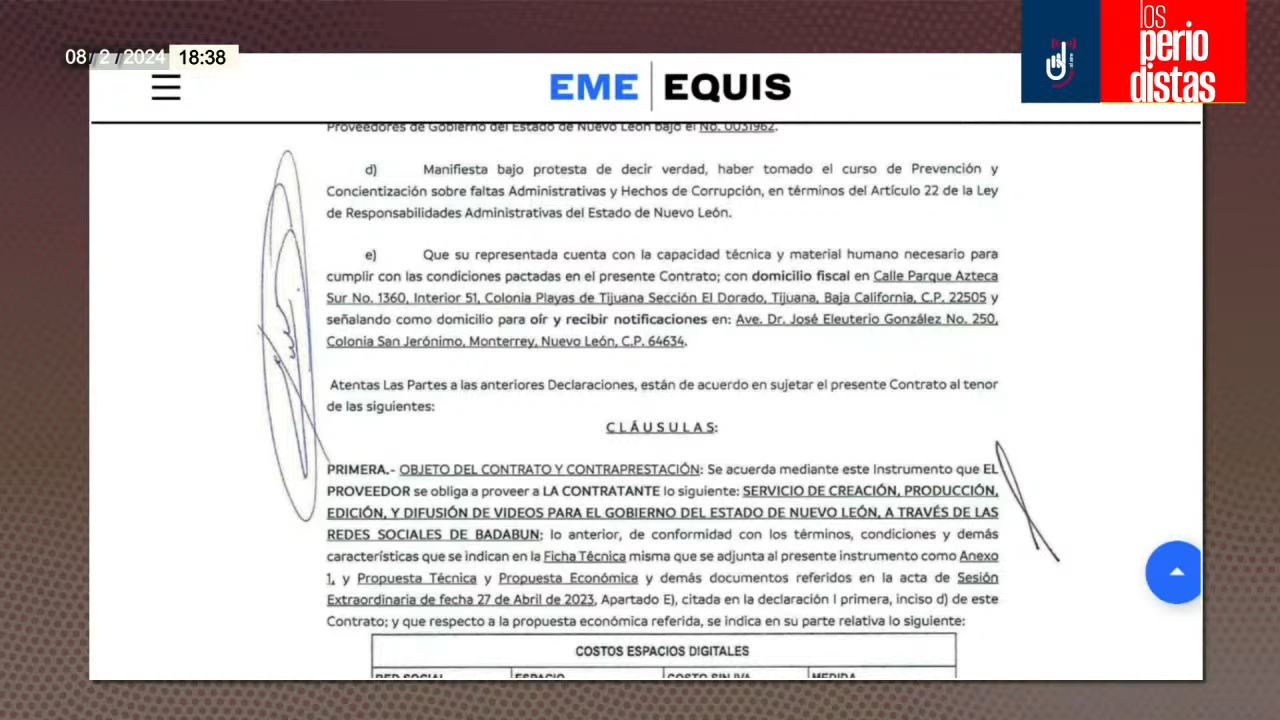 08/2/2024 18:38
los
perio
distas
EME EQUIS
Proveedores de Gobierno del Estado de Nuevo León bajo el No. 0031962.
d) Manifiesta bajo protesta de decir verdad, haber tomado el curso de Prevención y
Concientización sobre faltas Administrativas y Hechos de Corrupción, en términos del Artículo 22 de la Ley
de Responsabilidades Administrativas del Estado de Nuevo León.
e) Que su representada cuenta con la capacidad técnica y material humano necesario para
cumplir con las condiciones pactadas en el presente Contrato; con domicilio fiscal en Calle Parque Azteca
Sur No. 1360, Interior 51, Colonia Playas de Tijuana Sección El Dorado, Tijuana, Baja California, C.P. 22505 y
señalando como domicilio para oír y recibir notificaciones en: Ave. Dr. José Eleuterio González No. 250,
Colonia San Jerónimo, Monterrey, Nuevo León, C.P. 64634.
Atentas Las Partes a las anteriores Declaraciones, están de acuerdo en sujetar el presente Contrato al tenor
de las siguientes:
CLÁUSULAS:
PRIMERA.- OBJETO DEL CONTRATO Y CONTRAPRESTACIÓN: Se acuerda mediante este Instrumento que EL
PROVEEDOR se obliga a proveer a LA CONTRATANTE lo siguiente: SERVICIO DE CREACIÓN, PRODUCCIÓN,
EDICIÓN, Y DIFUSIÓN DE VIDEOS PARA EL GOBIERNO DEL ESTADO DE NUEVO LEÓN, A TRAVÉS DE LAS
REDES SOCIALES DE BADABUN; lo anterior, de conformidad con los términos, condiciones y demás
características que se indican en la Ficha Técnica misma que se adjunta al presente instrumento como Anexo
1, y Propuesta Técnica y Propuesta Económica y demás documentos referidos en la acta de Sesión
Extraordinaria de fecha 27 de Abril de 2023, Apartado E), citada en la declaración I primera, inciso d) de este
Contrato; y que respecto a la propuesta económica referida, se indica en su parte relativa lo siguiente:
COSTOS ESPACIOS DIGITALES
RED SOCIAL ESPACIO COSTO SIN IVA MEDIDA